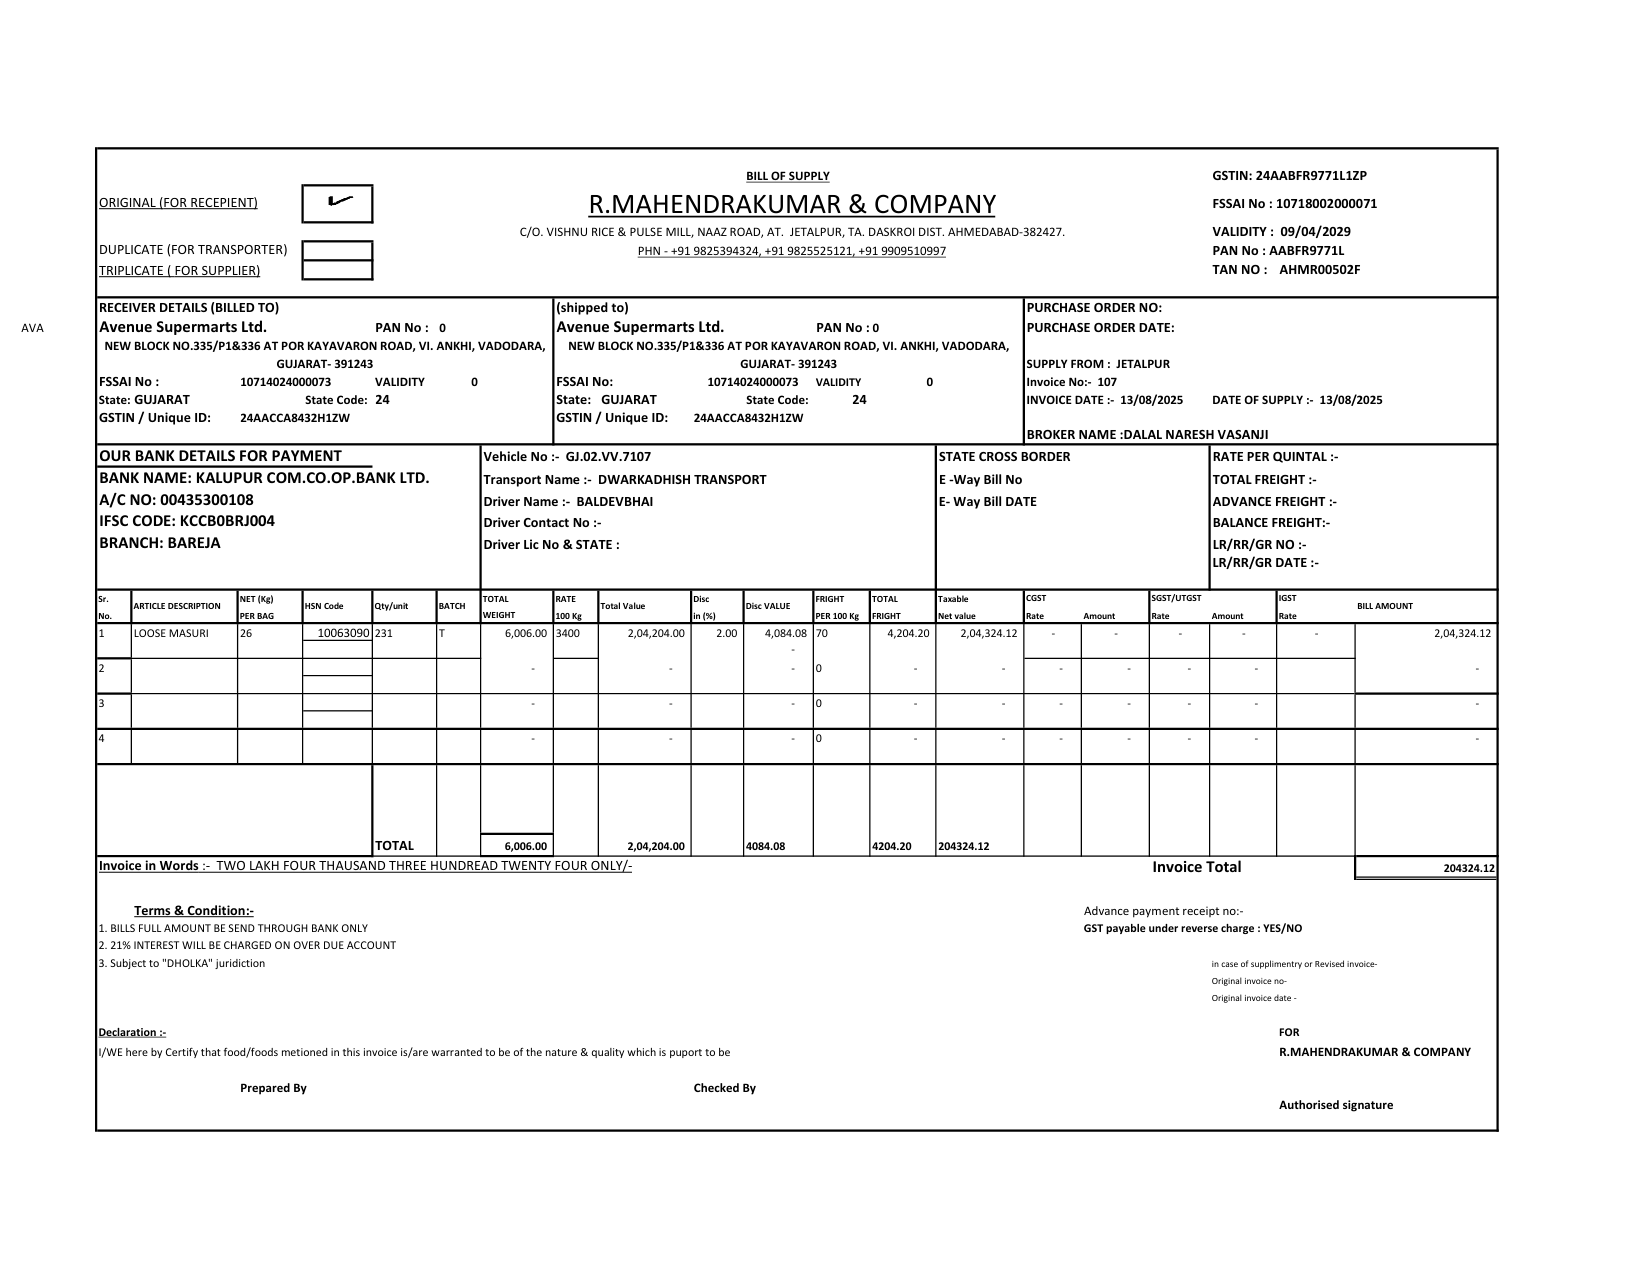 BILL OF SUPPLY
GSTIN: 24AABFR9771L1ZP
ORIGINAL (FOR RECEPIENT)
R.MAHENDRAKUMAR & COMPANY
FSSAI No : 10718002000071
C/O. VISHNU RICE & PULSE MILL, NAAZ ROAD, AT. JETALPUR, TA. DASKROI DIST. AHMEDABAD-382427.
VALIDITY : 09/04/2029
DUPLICATE (FOR TRANSPORTER)
PHN - +91 9825394324, +91 9825525121, +91 9909510997
PAN No : AABFR9771L
TRIPLICATE ( FOR SUPPLIER)
TAN NO : AHMR00502F
AVA
RECEIVER DETAILS (BILLED TO)
Avenue Supermarts Ltd. PAN No : 0
NEW BLOCK NO.335/P1&336 AT POR KAYAVARON ROAD, VI. ANKHI, VADODARA,
GUJARAT- 391243
FSSAI No : 10714024000073 VALIDITY 0
State: GUJARAT State Code: 24
GSTIN / Unique ID: 24AACCA8432H1ZW
(shipped to)
Avenue Supermarts Ltd. PAN No : 0
NEW BLOCK NO.335/P1&336 AT POR KAYAVARON ROAD, VI. ANKHI, VADODARA,
GUJARAT- 391243
FSSAI No: 10714024000073 VALIDITY 0
State: GUJARAT State Code: 24
GSTIN / Unique ID: 24AACCA8432H1ZW
PURCHASE ORDER NO:
PURCHASE ORDER DATE:
SUPPLY FROM : JETALPUR
Invoice No:- 107
INVOICE DATE :- 13/08/2025 DATE OF SUPPLY :- 13/08/2025
BROKER NAME :DALAL NARESH VASANJI
OUR BANK DETAILS FOR PAYMENT
BANK NAME: KALUPUR COM.CO.OP.BANK LTD.
A/C NO: 00435300108
IFSC CODE: KCCB0BRJ004
BRANCH: BAREJA
Vehicle No :- GJ.02.VV.7107
Transport Name :- DWARKADHISH TRANSPORT
Driver Name :- BALDEVBHAI
Driver Contact No :-
Driver Lic No & STATE :
STATE CROSS BORDER
E -Way Bill No
E- Way Bill DATE
RATE PER QUINTAL :-
TOTAL FREIGHT :-
ADVANCE FREIGHT :-
BALANCE FREIGHT:-
LR/RR/GR NO :-
LR/RR/GR DATE :-
Sr. No. ARTICLE DESCRIPTION NET (Kg) PER BAG HSN Code Qty/unit BATCH TOTAL WEIGHT RATE 100 Kg Total Value Disc in (%) Disc VALUE FRIGHT PER 100 Kg TOTAL FRIGHT Taxable Net value CGST Rate Amount SGST/UTGST Rate Amount IGST Rate BILL AMOUNT
1 LOOSE MASURI 26 10063090 231 T 6,006.00 3400 2,04,204.00 2.00 4,084.08 70 4,204.20 2,04,324.12 - - - - - 2,04,324.12
-
2 - - - 0 - - - - - - -
3 - - - 0 - - - - - - -
4 - - - 0 - - - - - - -
TOTAL 6,006.00 2,04,204.00 4084.08 4204.20 204324.12
Invoice in Words :- TWO LAKH FOUR THAUSAND THREE HUNDREAD TWENTY FOUR ONLY/- Invoice Total 204324.12
Terms & Condition:-
1. BILLS FULL AMOUNT BE SEND THROUGH BANK ONLY
2. 21% INTEREST WILL BE CHARGED ON OVER DUE ACCOUNT
3. Subject to "DHOLKA" juridiction
Advance payment receipt no:-
GST payable under reverse charge : YES/NO
in case of supplimentry or Revised invoice-
Original invoice no-
Original invoice date -
Declaration :-
I/WE here by Certify that food/foods metioned in this invoice is/are warranted to be of the nature & quality which is puport to be
FOR
R.MAHENDRAKUMAR & COMPANY
Prepared By Checked By
Authorised signature